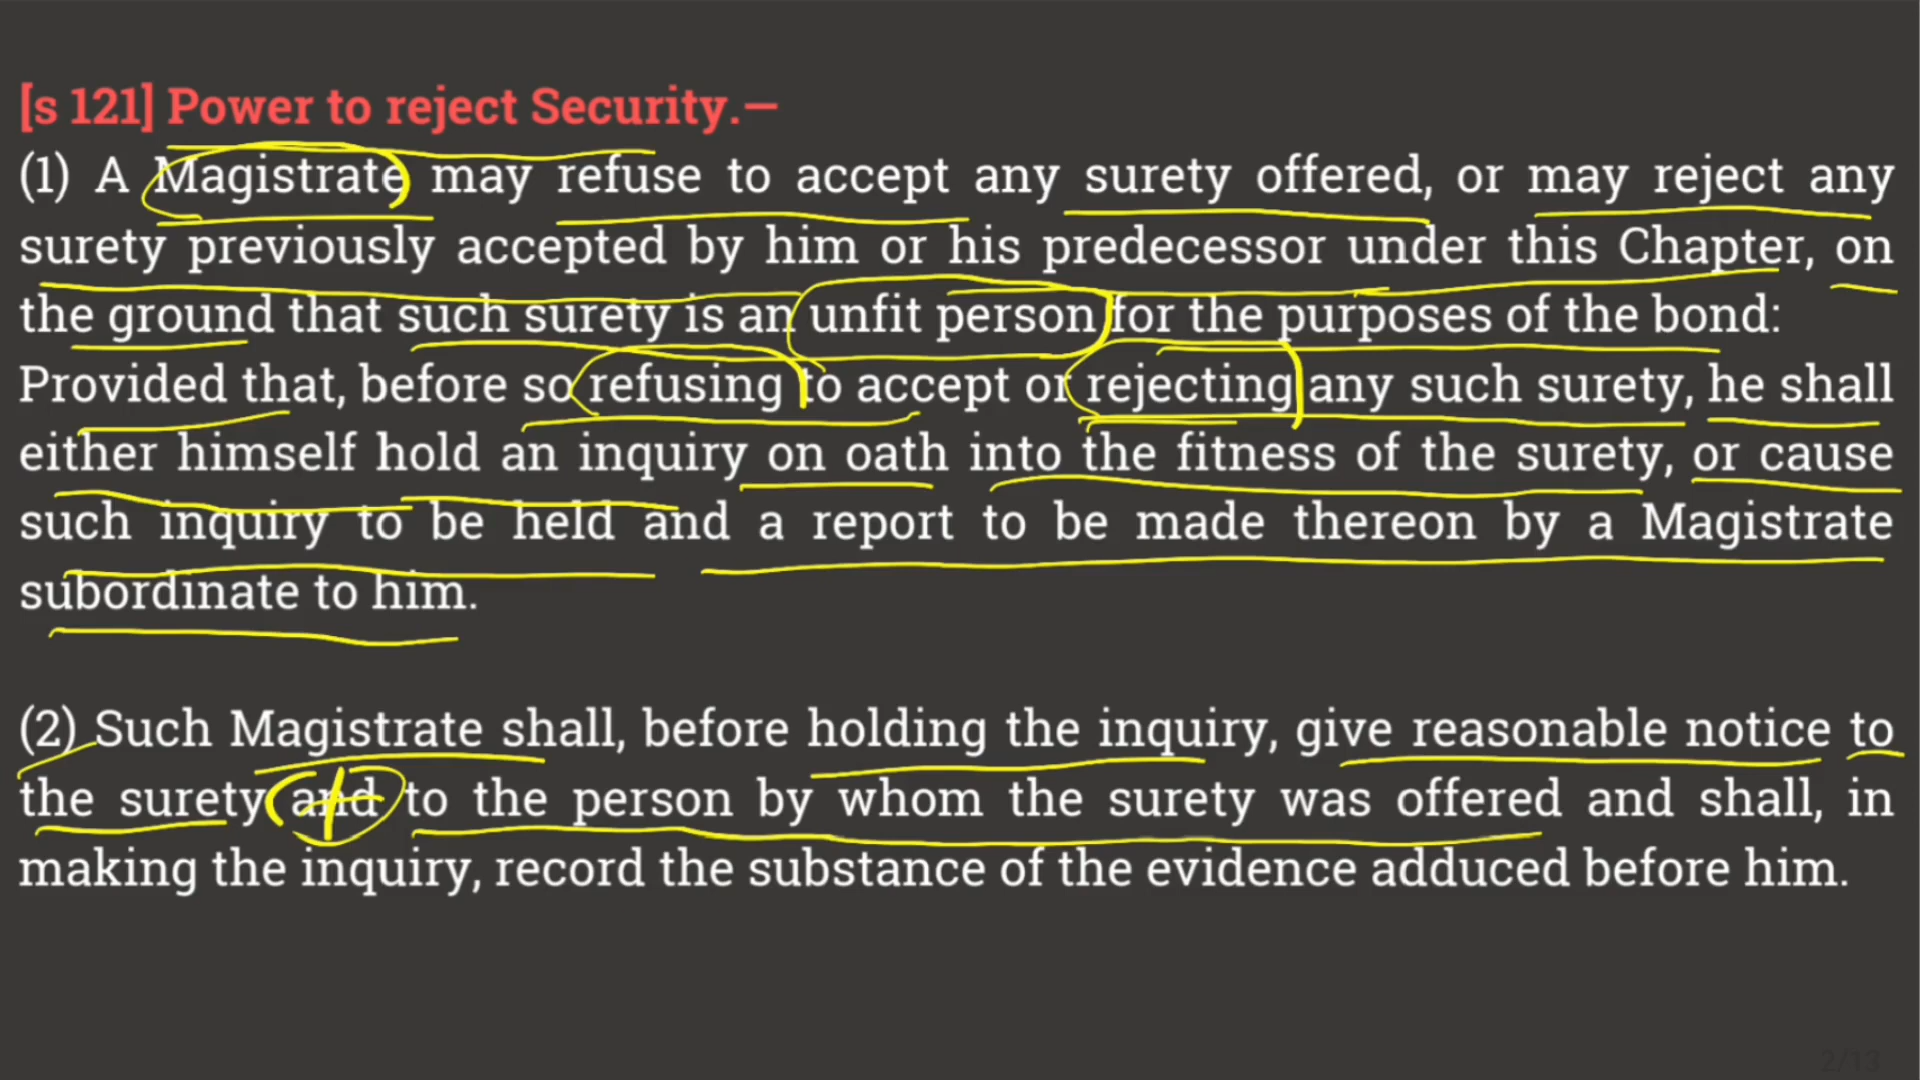 [s 121] Power to reject Security.—
(1) A Magistrate may refuse to accept any surety offered, or may reject any
surety previously accepted by him or his predecessor under this Chapter, on
the ground that such surety is an unfit person for the purposes of the bond:
Provided that, before so refusing to accept or rejecting any such surety, he shall
either himself hold an inquiry on oath into the fitness of the surety, or cause
such inquiry to be held and a report to be made thereon by a Magistrate
subordinate to him.
(2) Such Magistrate shall, before holding the inquiry, give reasonable notice to
the surety and to the person by whom the surety was offered and shall, in
making the inquiry, record the substance of the evidence adduced before him.
2/13